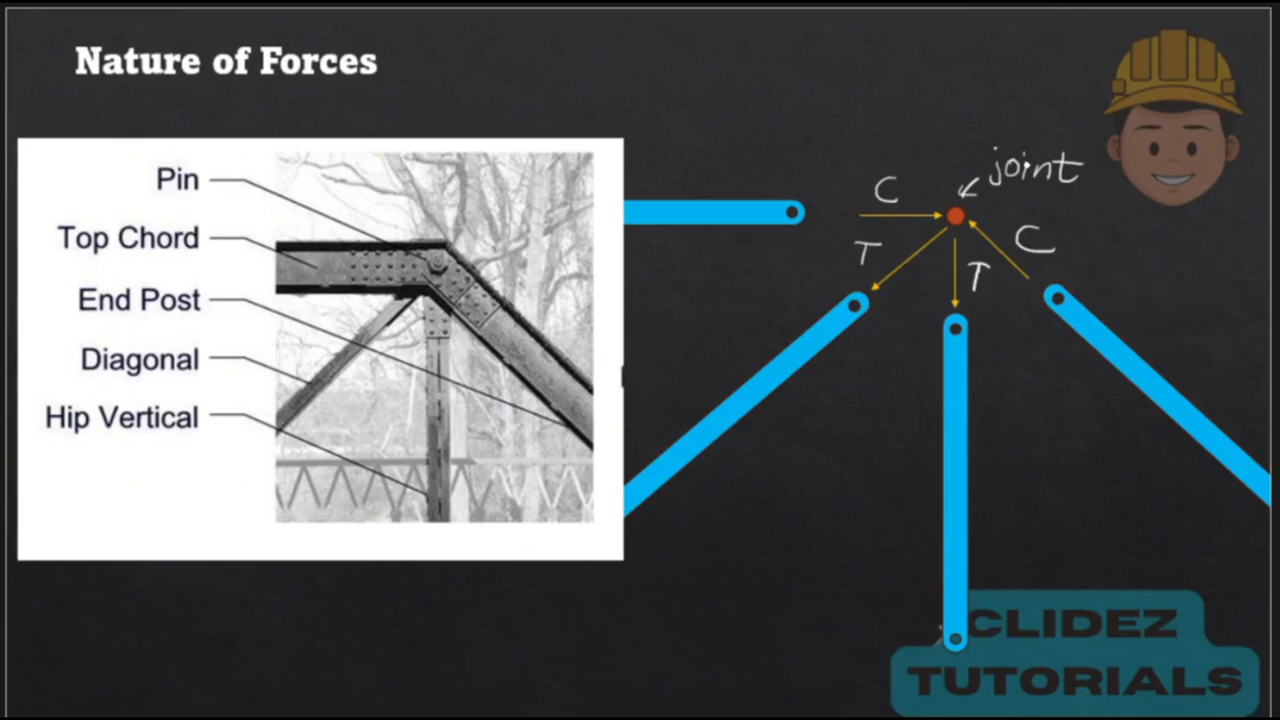 Nature of Forces
Pin
Top Chord
End Post
Diagonal
Hip Vertical
joint
C
T
C
T
CLIDEZ
TUTORIALS